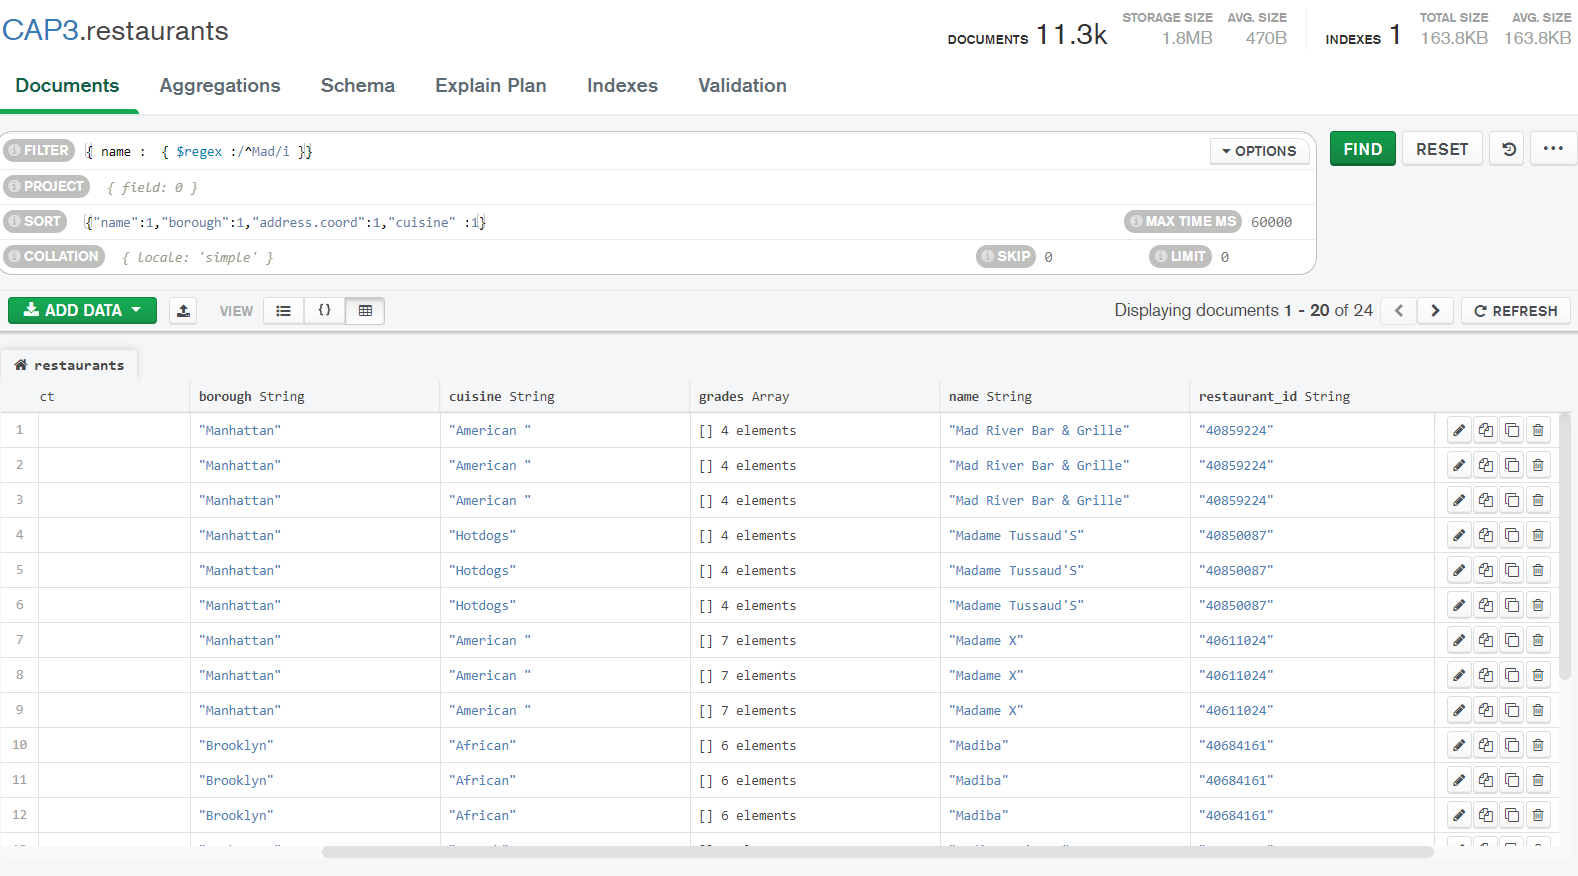 CAP3.restaurants
DOCUMENTS 11.3k STORAGE SIZE 1.8MB AVG. SIZE 470B INDEXES 1 TOTAL SIZE 163.8KB AVG. SIZE 163.8KB
Documents Aggregations Schema Explain Plan Indexes Validation
FILTER { name : { $regex :/^Mad/i }} OPTIONS FIND RESET ...
PROJECT { field: 0 }
SORT {"name":1,"borough":1,"address.coord":1,"cuisine" :1} MAX TIME MS 60000
COLLATION { locale: 'simple' } SKIP 0 LIMIT 0
ADD DATA VIEW {} Displaying documents 1 - 20 of 24 < > REFRESH
restaurants
ct borough String cuisine String grades Array name String restaurant_id String
1 "Manhattan" "American " [] 4 elements "Mad River Bar & Grille" "40859224"
2 "Manhattan" "American " [] 4 elements "Mad River Bar & Grille" "40859224"
3 "Manhattan" "American " [] 4 elements "Mad River Bar & Grille" "40859224"
4 "Manhattan" "Hotdogs" [] 4 elements "Madame Tussaud'S" "40850087"
5 "Manhattan" "Hotdogs" [] 4 elements "Madame Tussaud'S" "40850087"
6 "Manhattan" "Hotdogs" [] 4 elements "Madame Tussaud'S" "40850087"
7 "Manhattan" "American " [] 7 elements "Madame X" "40611024"
8 "Manhattan" "American " [] 7 elements "Madame X" "40611024"
9 "Manhattan" "American " [] 7 elements "Madame X" "40611024"
10 "Brooklyn" "African" [] 6 elements "Madiba" "40684161"
11 "Brooklyn" "African" [] 6 elements "Madiba" "40684161"
12 "Brooklyn" "African" [] 6 elements "Madiba" "40684161"